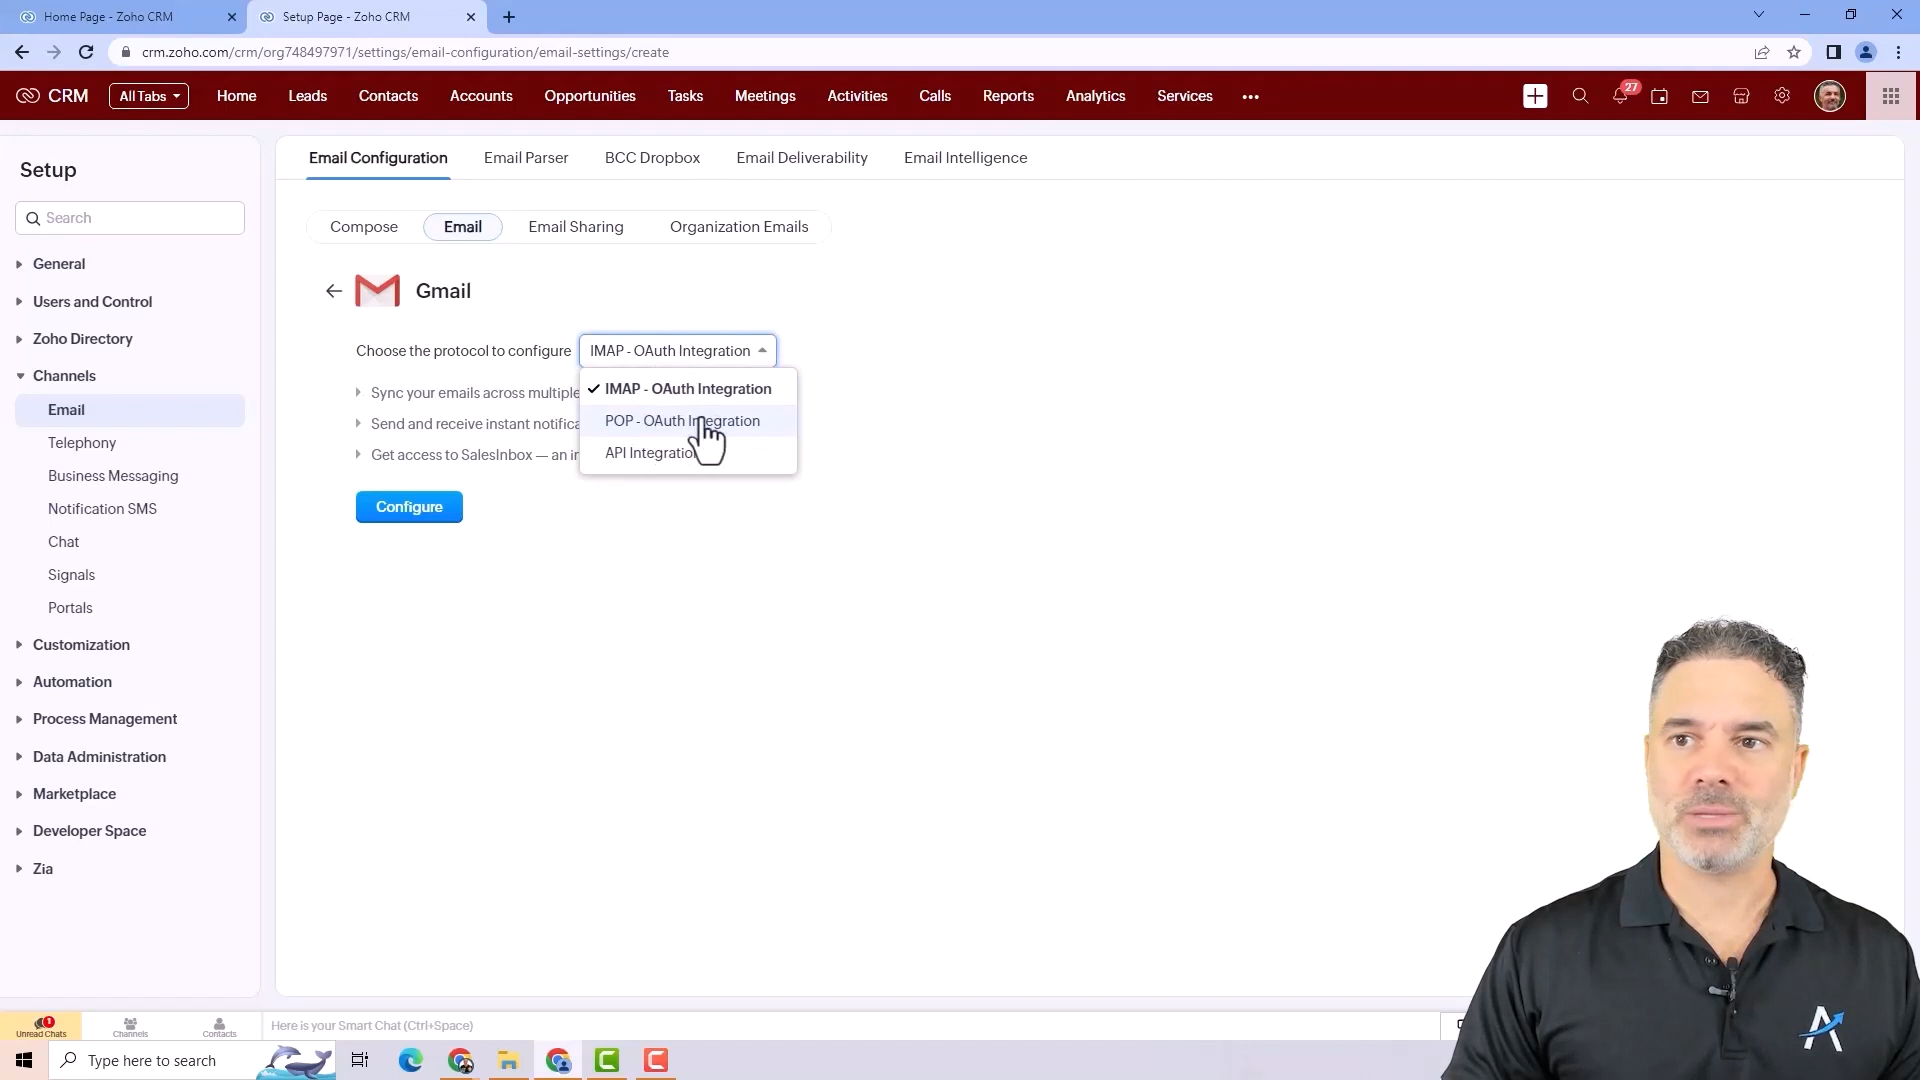 Home Page - Zoho CRM
Setup Page - Zoho CRM
crm.zoho.com/crm/org748497971/settings/email-configuration/email-settings/create
CRM All Tabs Home Leads Contacts Accounts Opportunities Tasks Meetings Activities Calls Reports Analytics Services 27
Setup
Search
General
Users and Control
Zoho Directory
Channels
Email
Telephony
Business Messaging
Notification SMS
Chat
Signals
Portals
Customization
Automation
Process Management
Data Administration
Marketplace
Developer Space
Zia
Email Configuration Email Parser BCC Dropbox Email Deliverability Email Intelligence
Compose Email Email Sharing Organization Emails
Gmail
Choose the protocol to configure IMAP - OAuth Integration
IMAP - OAuth Integration
POP - OAuth Integration
API Integration
Sync your emails across multiple
Send and receive instant notifica
Get access to SalesInbox — an in
Configure
1
Unread Chats Channels Contacts
Here is your Smart Chat (Ctrl+Space)
Type here to search